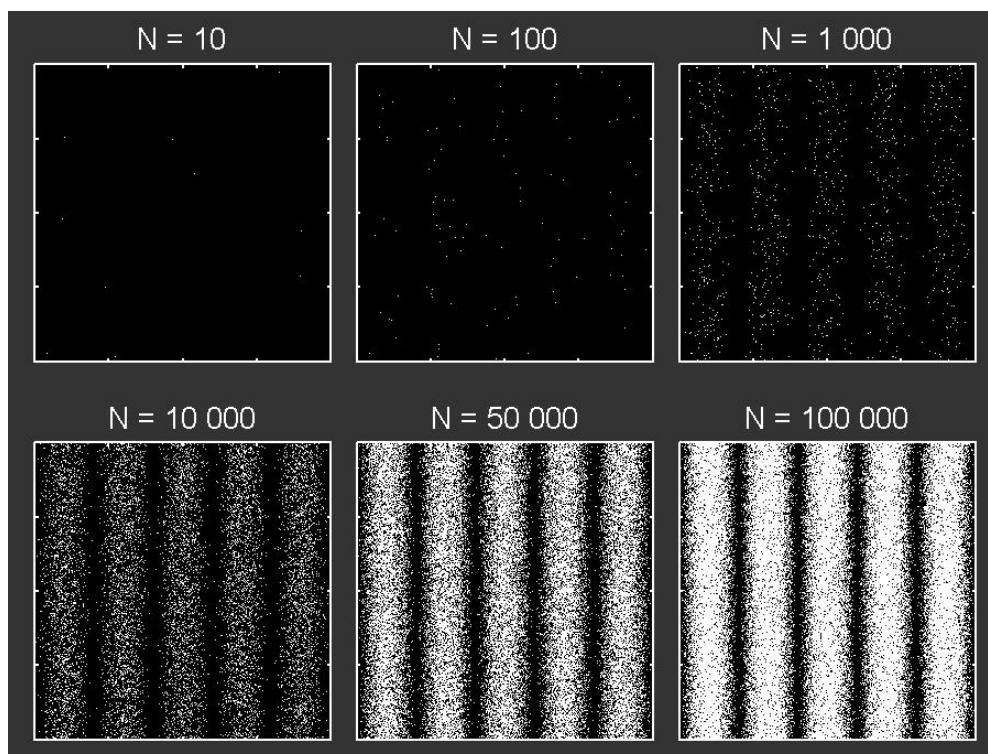 N = 10
N = 100
N = 1 000
N = 10 000
N = 50 000
N = 100 000